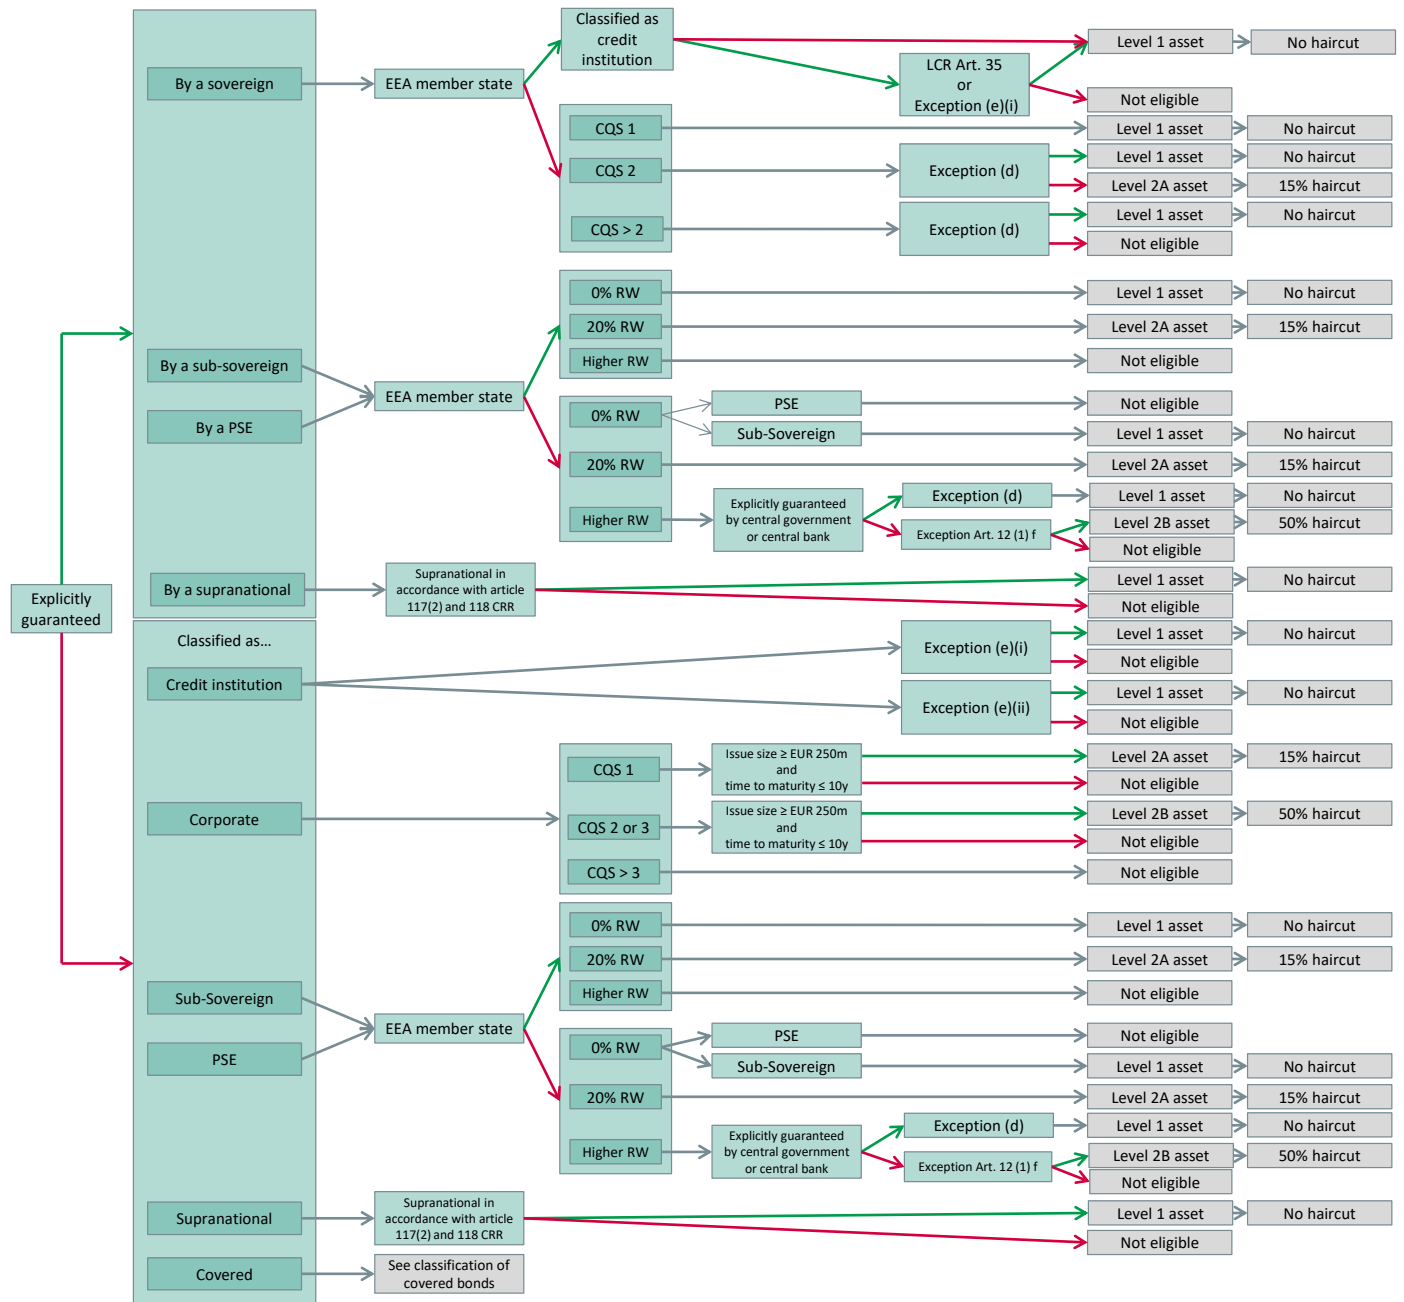 Classified as
credit
institution
Level 1 asset
No haircut
By a sovereign
EEA member state
LCR Art. 35
or
Exception (e)(i)
Not eligible
CQS 1
Level 1 asset
No haircut
CQS 2
Exception (d)
Level 1 asset
No haircut
Level 2A asset
15% haircut
CQS > 2
Exception (d)
Level 1 asset
No haircut
Not eligible
0% RW
Level 1 asset
No haircut
20% RW
Level 2A asset
15% haircut
Higher RW
Not eligible
By a sub-sovereign
EEA member state
By a PSE
0% RW
PSE
Not eligible
Sub-Sovereign
Level 1 asset
No haircut
20% RW
Level 2A asset
15% haircut
Higher RW
Explicitly guaranteed
by central government
or central bank
Exception (d)
Level 1 asset
No haircut
Exception Art. 12 (1) f
Level 2B asset
50% haircut
Not eligible
Explicitly
guaranteed
By a supranational
Supranational in
accordance with article
117(2) and 118 CRR
Level 1 asset
No haircut
Not eligible
Classified as…
Credit institution
Exception (e)(i)
Level 1 asset
No haircut
Not eligible
Exception (e)(ii)
Level 1 asset
No haircut
Not eligible
Corporate
CQS 1
Issue size ≥ EUR 250m
and
time to maturity ≤ 10y
Level 2A asset
15% haircut
Not eligible
CQS 2 or 3
Issue size ≥ EUR 250m
and
time to maturity ≤ 10y
Level 2B asset
50% haircut
Not eligible
CQS > 3
Not eligible
0% RW
Level 1 asset
No haircut
20% RW
Level 2A asset
15% haircut
Higher RW
Not eligible
Sub-Sovereign
EEA member state
PSE
0% RW
PSE
Not eligible
Sub-Sovereign
Level 1 asset
No haircut
20% RW
Level 2A asset
15% haircut
Higher RW
Explicitly guaranteed
by central government
or central bank
Exception (d)
Level 1 asset
No haircut
Exception Art. 12 (1) f
Level 2B asset
50% haircut
Not eligible
Supranational
Supranational in
accordance with article
117(2) and 118 CRR
Level 1 asset
No haircut
Not eligible
Covered
See classification of
covered bonds